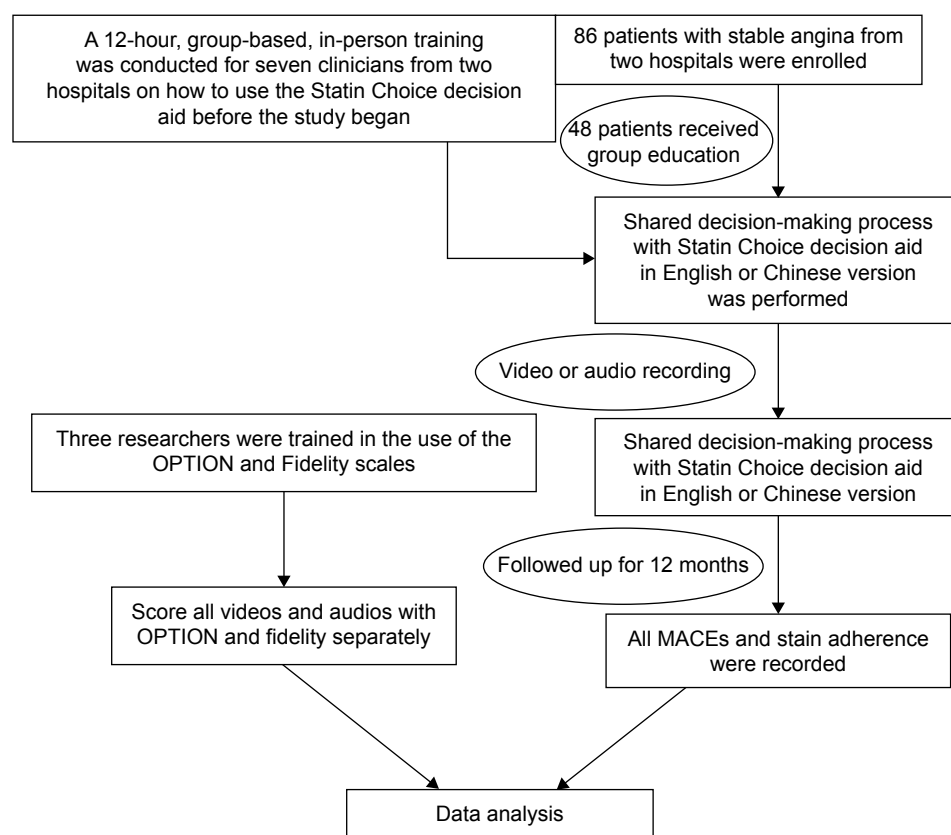 A 12-hour, group-based, in-person training
was conducted for seven clinicians from two
hospitals on how to use the Statin Choice decision
aid before the study began
86 patients with stable angina from
two hospitals were enrolled
48 patients received
group education
Shared decision-making process
with Statin Choice decision aid
in English or Chinese version
was performed
Video or audio recording
Three researchers were trained in the use of the
OPTION and Fidelity scales
Shared decision-making process
with Statin Choice decision aid
in English or Chinese version
Followed up for 12 months
Score all videos and audios with
OPTION and fidelity separately
All MACEs and stain adherence
were recorded
Data analysis